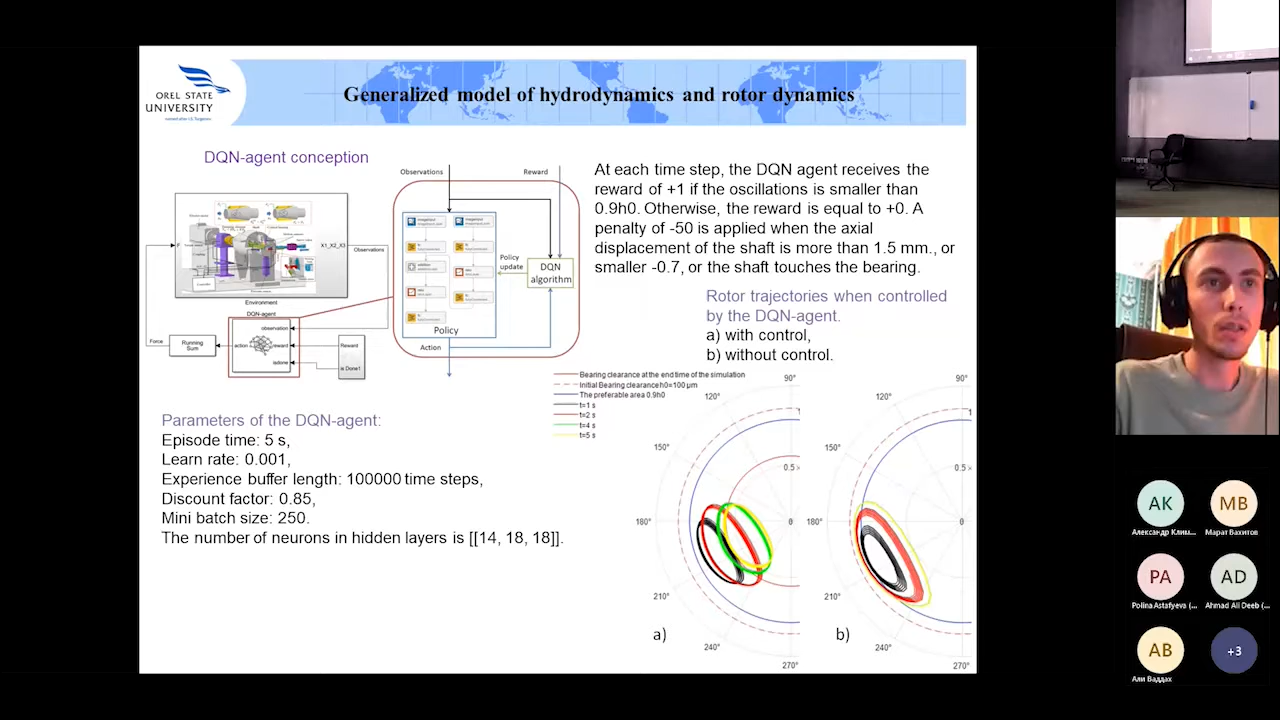 OREL STATE
UNIVERSITY
named after I.S. Turgenev
Generalized model of hydrodynamics and rotor dynamics
DQN-agent conception
Observations
Reward
Policy
update
DQN
algorithm
Policy
Action
F
X1_X2_X3
Observations
Environment
DQN-agent
observation
Force
Running
Sum
action
reward
isdone
Reward
is Done1
At each time step, the DQN agent receives the
reward of +1 if the oscillations is smaller than
0.9h0. Otherwise, the reward is equal to +0. A
penalty of -50 is applied when the axial
displacement of the shaft is more than 1.5 mm., or
smaller -0.7, or the shaft touches the bearing.
Rotor trajectories when controlled
by the DQN-agent.
a) with control,
b) without control.
Parameters of the DQN-agent:
Episode time: 5 s,
Learn rate: 0.001,
Experience buffer length: 100000 time steps,
Discount factor: 0.85,
Mini batch size: 250.
The number of neurons in hidden layers is [[14, 18, 18]].
Bearing clearance at the end time of the simulation
Initial Bearing clearance h0=100 μm
The preferable area 0.9h0
t=1 s
t=2 s
t=4 s
t=5 s
90°
120°
150°
180°
210°
240°
270°
1
0.5
0
a)
90°
120°
150°
180°
210°
240°
270°
1
0.5
0
b)
AK
Александр Клим...
MB
Марат Вахитов
PA
Polina Astafyeva (...
AD
Ahmad Ali Deeb (...
AB
Али Ваддах
+3